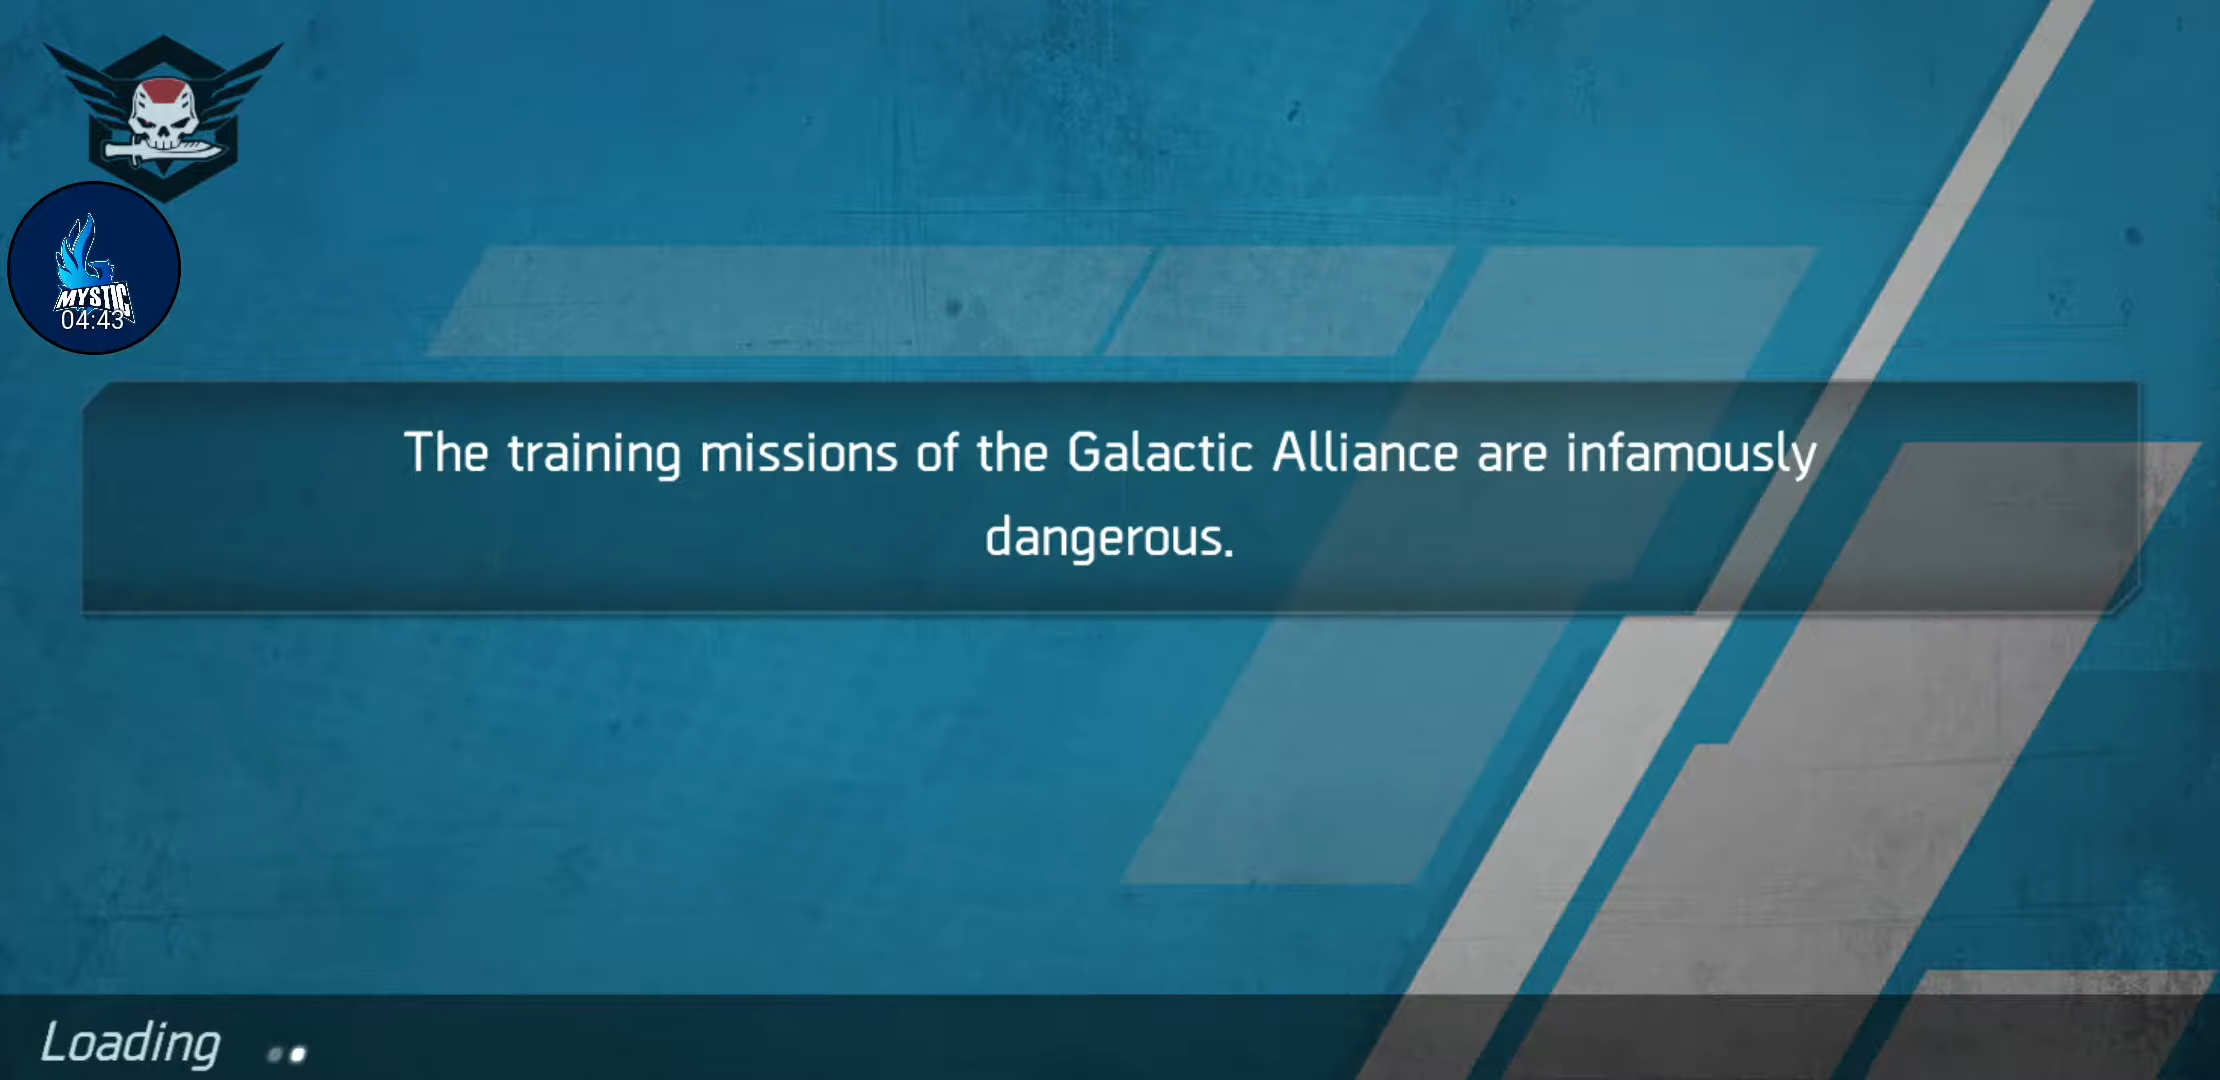 MYSTIC
04:43
The training missions of the Galactic Alliance are infamously
dangerous.
Loading